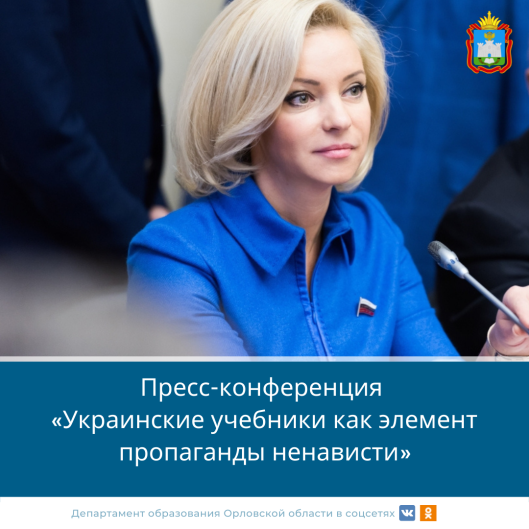 Пресс-конференция
«Украинские учебники как элемент
пропаганды ненависти»
Департамент образования Орловской области в соцсетях